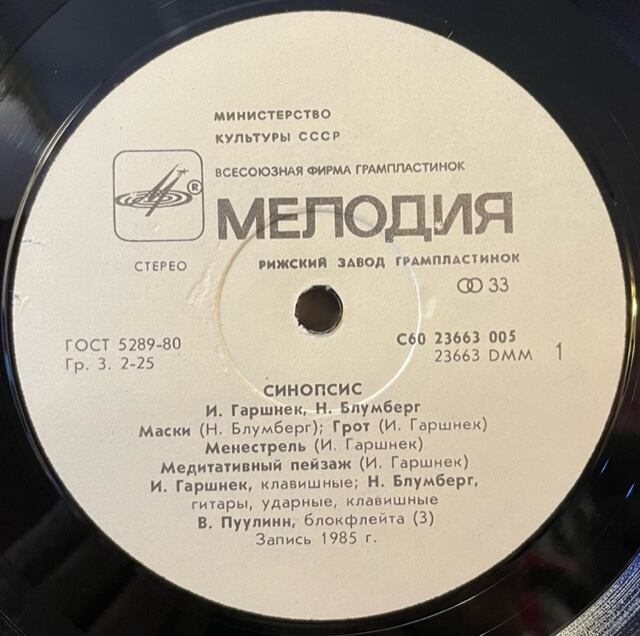 МИНИСТЕРСТВО
КУЛЬТУРЫ СССР
ВСЕСОЮЗНАЯ ФИРМА ГРАМПЛАСТИНОК
®
МЕЛОДИЯ
СТЕРЕО
РИЖСКИЙ ЗАВОД ГРАМПЛАСТИНОК
33
ГОСТ 5289-80
Гр. 3. 2-25
С60 23663 005
23663 DMM 1
СИНОПСИС
И. Гаршнек, Н. Блумберг
Маски (Н. Блумберг); Грот (И. Гаршнек)
Менестрель (И. Гаршнек)
Медитативный пейзаж (И. Гаршнек)
И. Гаршнек, клавишные; Н. Блумберг,
гитары, ударные, клавишные
В. Пуулинн, блокфлейта (3)
Запись 1985 г.